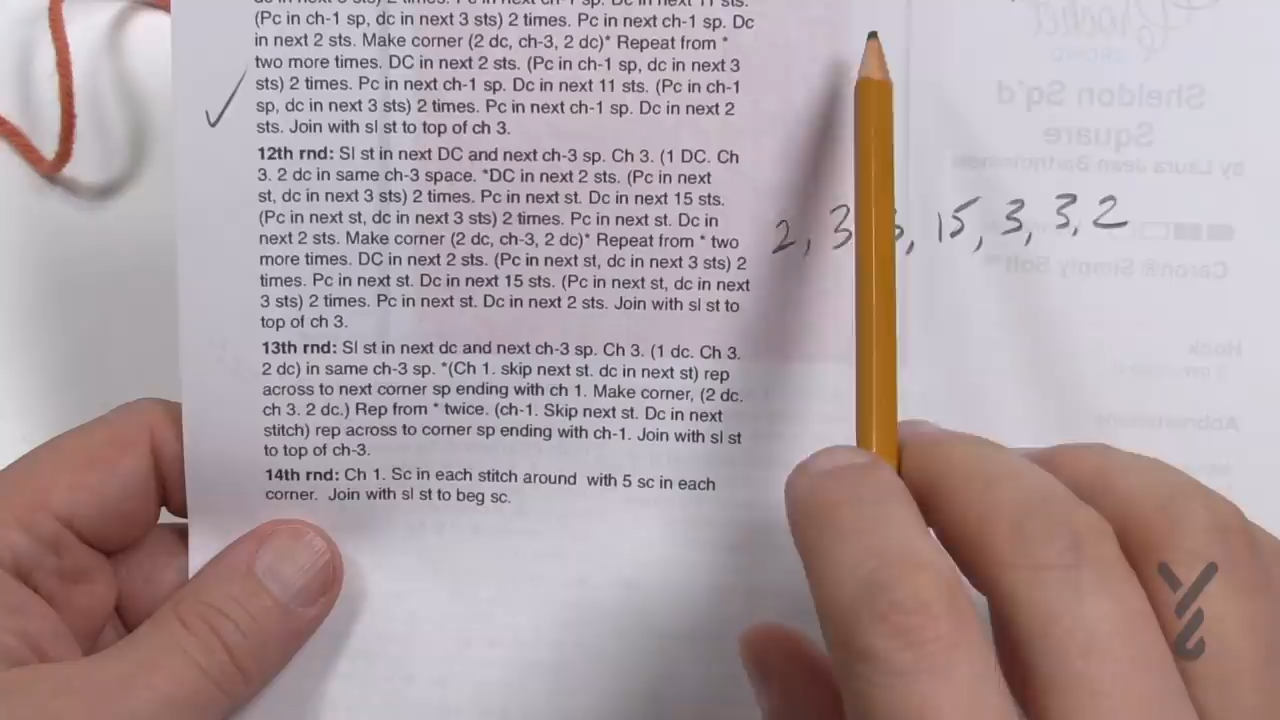 (Pc in ch-1 sp, dc in next 3 sts) 2 times. Pc in next ch-1 sp. Dc
in next 2 sts. Make corner (2 dc, ch-3, 2 dc)* Repeat from *
two more times. DC in next 2 sts. (Pc in ch-1 sp, dc in next 3
sts) 2 times. Pc in next ch-1 sp. Dc in next 11 sts. (Pc in ch-1
sp, dc in next 3 sts) 2 times. Pc in next ch-1 sp. Dc in next 2
sts. Join with sl st to top of ch 3.
12th rnd: Sl st in next DC and next ch-3 sp. Ch 3. (1 DC. Ch
3. 2 dc in same ch-3 space. *DC in next 2 sts. (Pc in next
st, dc in next 3 sts) 2 times. Pc in next st. Dc in next 15 sts.
(Pc in next st, dc in next 3 sts) 2 times. Pc in next st. Dc in
next 2 sts. Make corner (2 dc, ch-3, 2 dc)* Repeat from * two
more times. DC in next 2 sts. (Pc in next st, dc in next 3 sts) 2
times. Pc in next st. Dc in next 15 sts. (Pc in next st, dc in next
3 sts) 2 times. Pc in next st. Dc in next 2 sts. Join with sl st to
top of ch 3.
13th rnd: Sl st in next dc and next ch-3 sp. Ch 3. (1 dc. Ch 3.
2 dc) in same ch-3 sp. *(Ch 1. skip next st. dc in next st) rep
across to next corner sp ending with ch 1. Make corner, (2 dc.
ch 3. 2 dc.) Rep from * twice. (ch-1. Skip next st. Dc in next
stitch) rep across to corner sp ending with ch-1. Join with sl st
to top of ch-3.
14th rnd: Ch 1. Sc in each stitch around with 5 sc in each
corner. Join with sl st to beg sc.
2, 3 , 15, 3, 3, 2
Crochet
CROWD
Sheldon Sq'd
Square
by Laura Jean Bartholomew
Caron® Simply Soft®
Hook